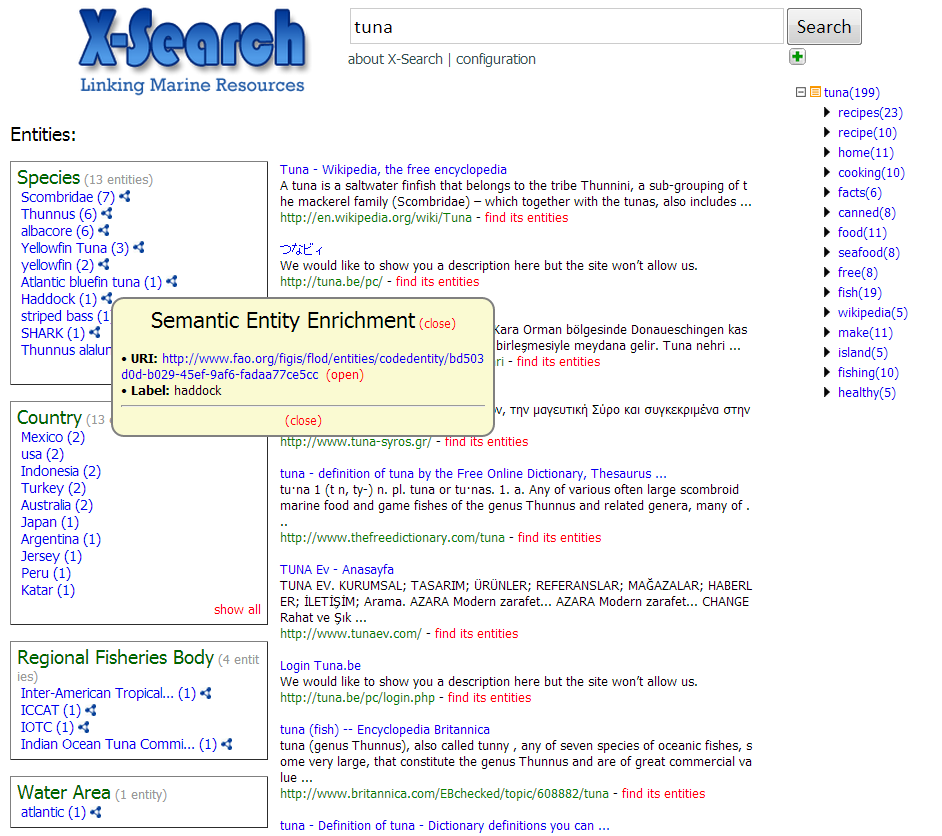 X-Search
Linking Marine Resources
tuna
Search
about X-Search | configuration
Entities:
Species (13 entities)
Scombridae (7)
Thunnus (6)
albacore (6)
Yellowfin Tuna (3)
yellowfin (2)
Atlantic bluefin tuna (1)
Haddock (1)
striped bass (1)
SHARK (1)
Thunnus alalun
Country (13
Mexico (2)
usa (2)
Indonesia (2)
Turkey (2)
Australia (2)
Japan (1)
Argentina (1)
Jersey (1)
Peru (1)
Katar (1)
show all
Regional Fisheries Body (4 entit
ies)
Inter-American Tropical... (1)
ICCAT (1)
IOTC (1)
Indian Ocean Tuna Commi... (1)
Water Area (1 entity)
atlantic (1)
Semantic Entity Enrichment (close)
• URI: http://www.fao.org/figis/flod/entities/codedentity/bd503
d0d-b029-45ef-9af6-fadaa77ce5cc (open)
• Label: haddock
(close)
Tuna - Wikipedia, the free encyclopedia
A tuna is a saltwater finfish that belongs to the tribe Thunnini, a sub-grouping of t
he mackerel family (Scombridae) – which together with the tunas, also includes ...
http://en.wikipedia.org/wiki/Tuna - find its entities
つなビィ
We would like to show you a description here but the site won’t allow us.
http://tuna.be/pc/ - find its entities
Kara Orman bölgesinde Donaueschingen kas
birleşmesiyle meydana gelir. Tuna nehri ...
ri - find its entities
ν, την μαγευτική Σύρο και συγκεκριμένα στην
http://www.tuna-syros.gr/ - find its entities
tuna - definition of tuna by the Free Online Dictionary, Thesaurus ...
tu·na 1 (t n, ty-) n. pl. tuna or tu·nas. 1. a. Any of various often large scombroid
marine food and game fishes of the genus Thunnus and related genera, many of .
..
http://www.thefreedictionary.com/tuna - find its entities
TUNA Ev - Anasayfa
TUNA EV. KURUMSAL; TASARIM; ÜRÜNLER; REFERANSLAR; MAĞAZALAR; HABERL
ER; İLETİŞİM; Arama. AZARA Modern zarafet... AZARA Modern zarafet... CHANGE
Rahat ve Şık ...
http://www.tunaev.com/ - find its entities
Login Tuna.be
We would like to show you a description here but the site won’t allow us.
http://tuna.be/pc/login.php - find its entities
tuna (fish) -- Encyclopedia Britannica
tuna (genus Thunnus), also called tunny , any of seven species of oceanic fishes, s
ome very large, that constitute the genus Thunnus and are of great commercial va
lue ...
http://www.britannica.com/EBchecked/topic/608882/tuna - find its entities
tuna - Definition of tuna - Dictionary definitions you can ...
tuna(199)
recipes(23)
recipe(10)
home(11)
cooking(10)
facts(6)
canned(8)
food(11)
seafood(8)
free(8)
fish(19)
wikipedia(5)
make(11)
island(5)
fishing(10)
healthy(5)